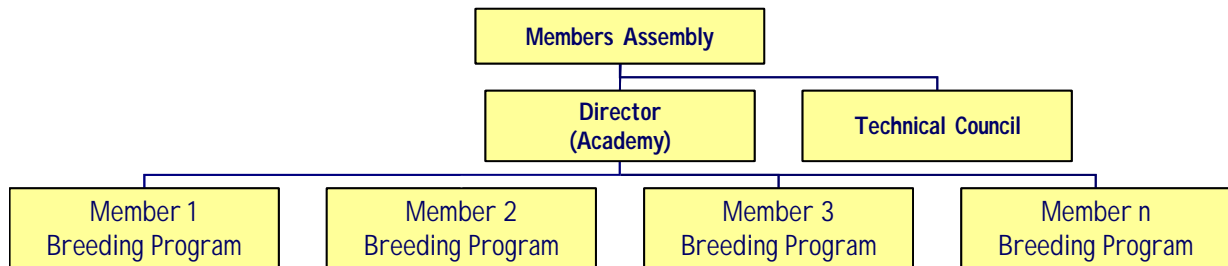 Members Assembly
Director
(Academy)
Technical Council
Member 1
Breeding Program
Member 2
Breeding Program
Member 3
Breeding Program
Member n
Breeding Program